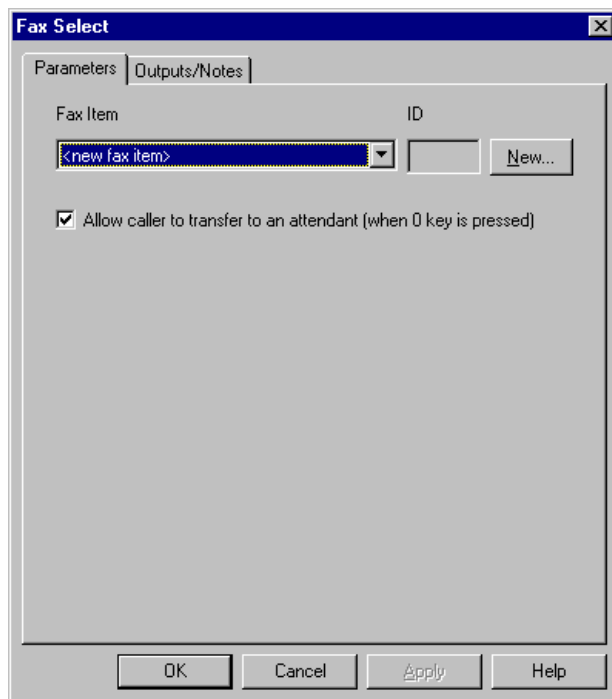 Fax Select
Parameters Outputs/Notes
Fax Item ID
<new fax item> New...
Allow caller to transfer to an attendant (when 0 key is pressed)
OK Cancel Apply Help